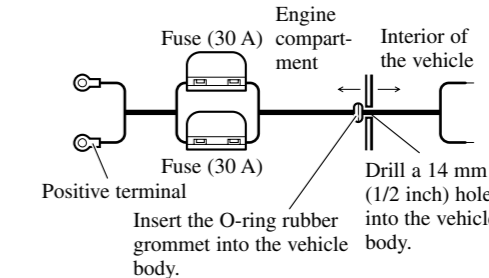 Engine
compart-
ment
Fuse (30 A)
Interior of
the vehicle
Fuse (30 A)
Positive terminal
Insert the O-ring rubber
grommet into the vehicle
body.
Drill a 14 mm
(1/2 inch) hole
into the vehicle
body.